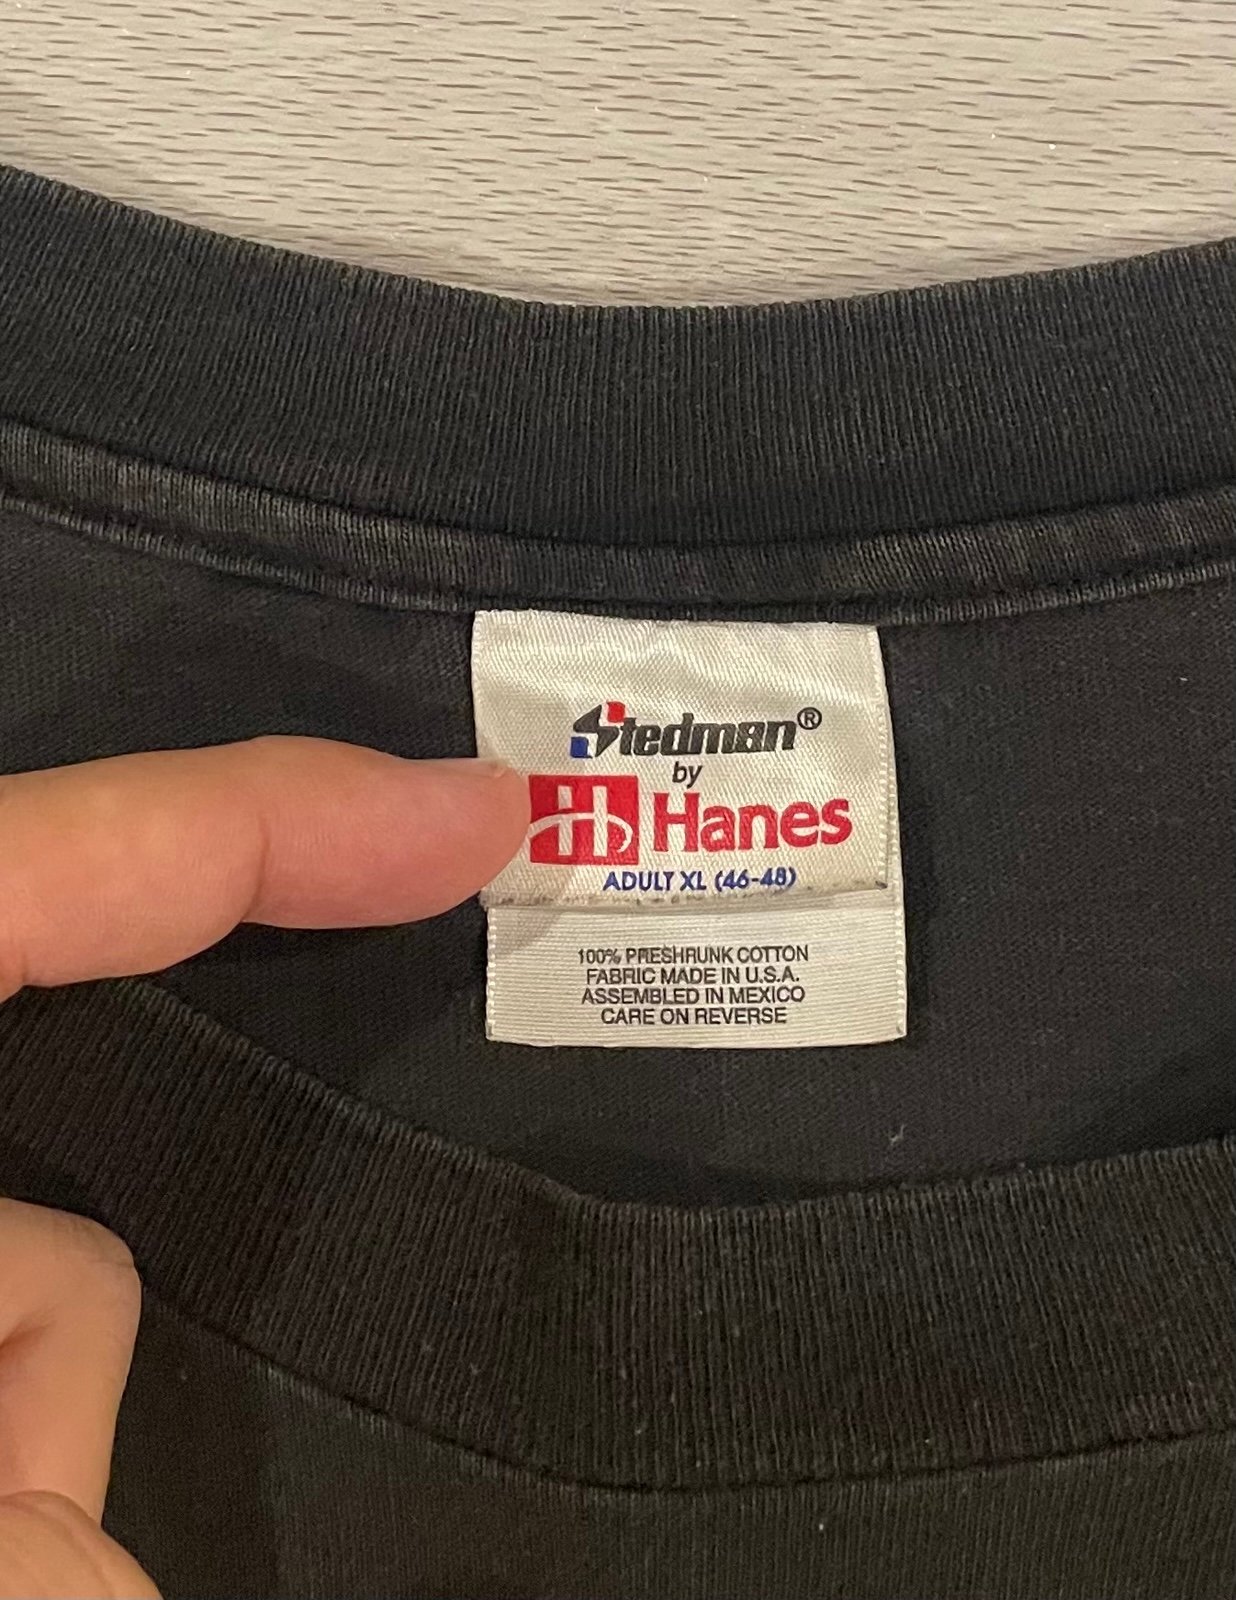 Stedman®
by
H Hanes
ADULT XL (46-48)
100% PRESHRUNK COTTON
FABRIC MADE IN U.S.A.
ASSEMBLED IN MEXICO
CARE ON REVERSE